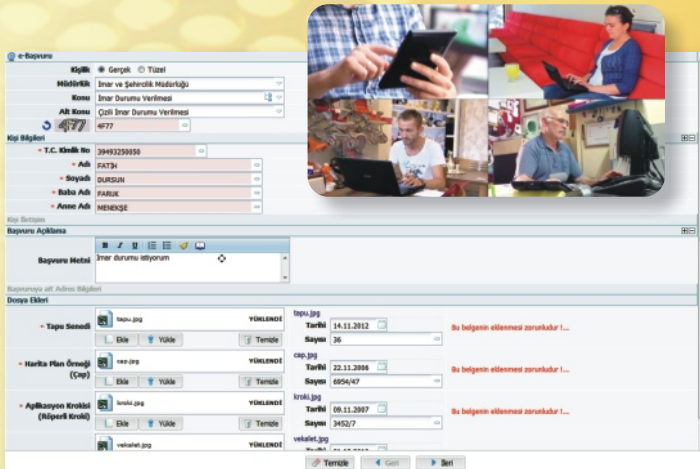 e-Başvuru
Kişilik Gerçek Tüzel
Müdürlük İmar ve Şehircilik Müdürlüğü
Konu İmar Durumu Verilmesi
Alt Konu Çizili İmar Durumu Verilmesi
4F77 4F77
Kişi Bilgileri
* T.C. Kimlik No 39493250050
* Adı FATİH
* Soyadı DURSUN
* Baba Adı FARUK
* Anne Adı MENEKŞE
Kişi İletişim
Başvuru Açıklama
B I U
Başvuru Metni İmar durumu istiyorum
Başvuruya ait Adres Bilgileri
Dosya Ekleri
* Tapu Senedi tapu.jpg YÜKLENDİ
Ekle Yükle Temizle
tapu.jpg
Tarihi 14.11.2012
Sayısı 36
Bu belgenin eklenmesi zorunludur !...
* Harita Plan Örneği (Çap) cap.jpg YÜKLENDİ
Ekle Yükle Temizle
cap.jpg
Tarihi 22.11.2006
Sayısı 6954/47
Bu belgenin eklenmesi zorunludur !...
* Aplikasyon Krokisi (Röperli Kroki) kroki.jpg YÜKLENDİ
Ekle Yükle Temizle
kroki.jpg
Tarihi 09.11.2007
Sayısı 3452/7
Bu belgenin eklenmesi zorunludur !...
vekalet.jpg YÜKLENDİ
vekalet.jpg
Temizle Geri İleri